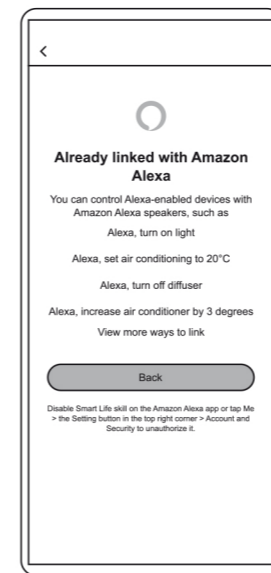 Already linked with Amazon
Alexa
You can control Alexa-enabled devices with
Amazon Alexa speakers, such as
Alexa, turn on light
Alexa, set air conditioning to 20°C
Alexa, turn off diffuser
Alexa, increase air conditioner by 3 degrees
View more ways to link
Back
Disable Smart Life skill on the Amazon Alexa app or tap Me
> the Setting button in the top right corner > Account and
Security to unauthorize it.